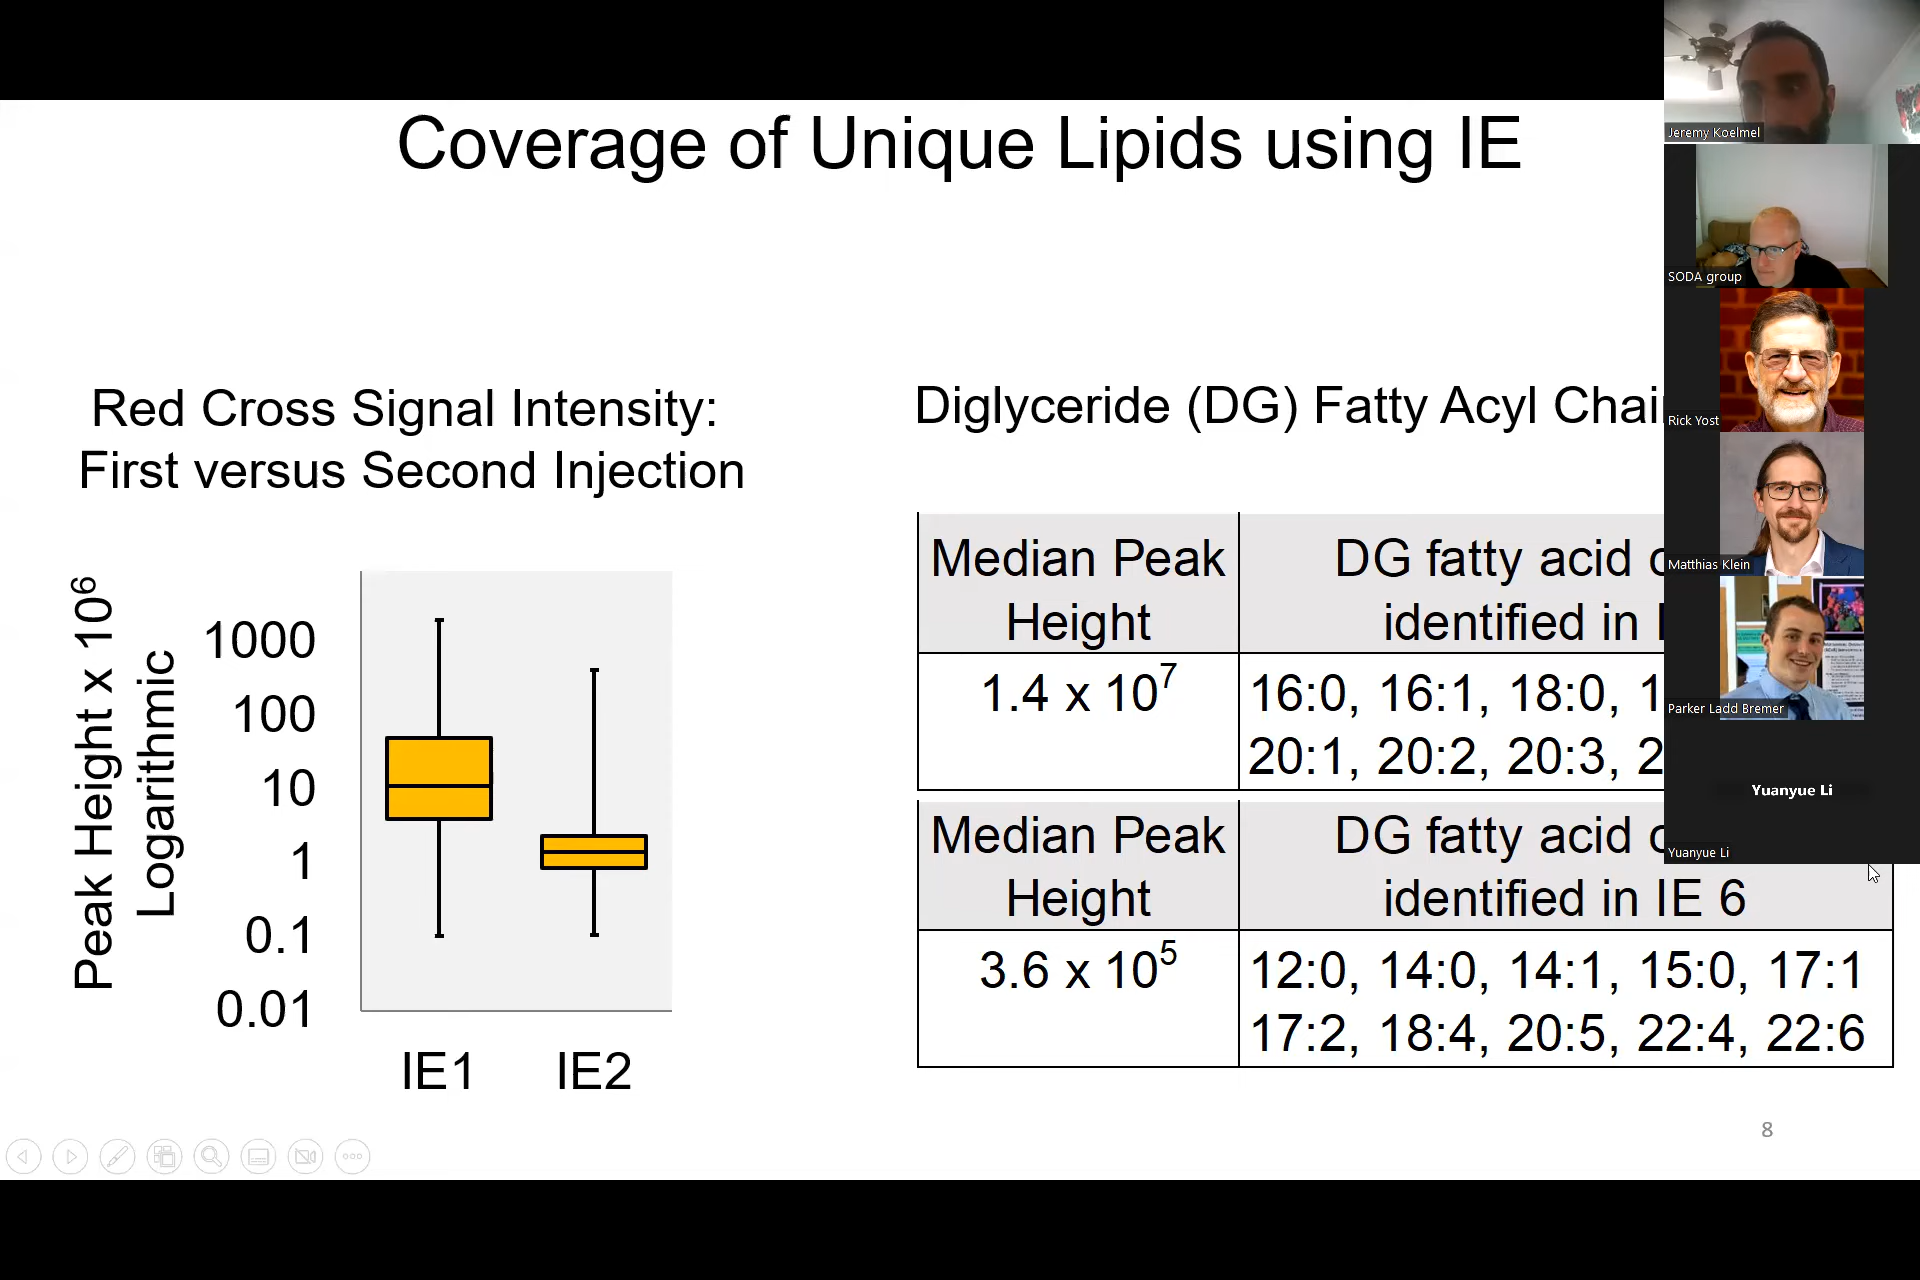 Coverage of Unique Lipids using IE
Red Cross Signal Intensity:
First versus Second Injection
Peak Height x 10⁶
Logarithmic
1000
100
10
1
0.1
0.01
IE1
IE2
Diglyceride (DG) Fatty Acyl Chai
Median Peak
Height
DG fatty acid
identified in
1.4 x 10⁷
16:0, 16:1, 18:0, 1
20:1, 20:2, 20:3, 2
Median Peak
Height
DG fatty acid
identified in IE 6
3.6 x 10⁵
12:0, 14:0, 14:1, 15:0, 17:1
17:2, 18:4, 20:5, 22:4, 22:6
8
Jeremy Koelmel
SODA group
Rick Yost
Matthias Klein
Parker Ladd Bremer
Yuanyue Li
Yuanyue Li